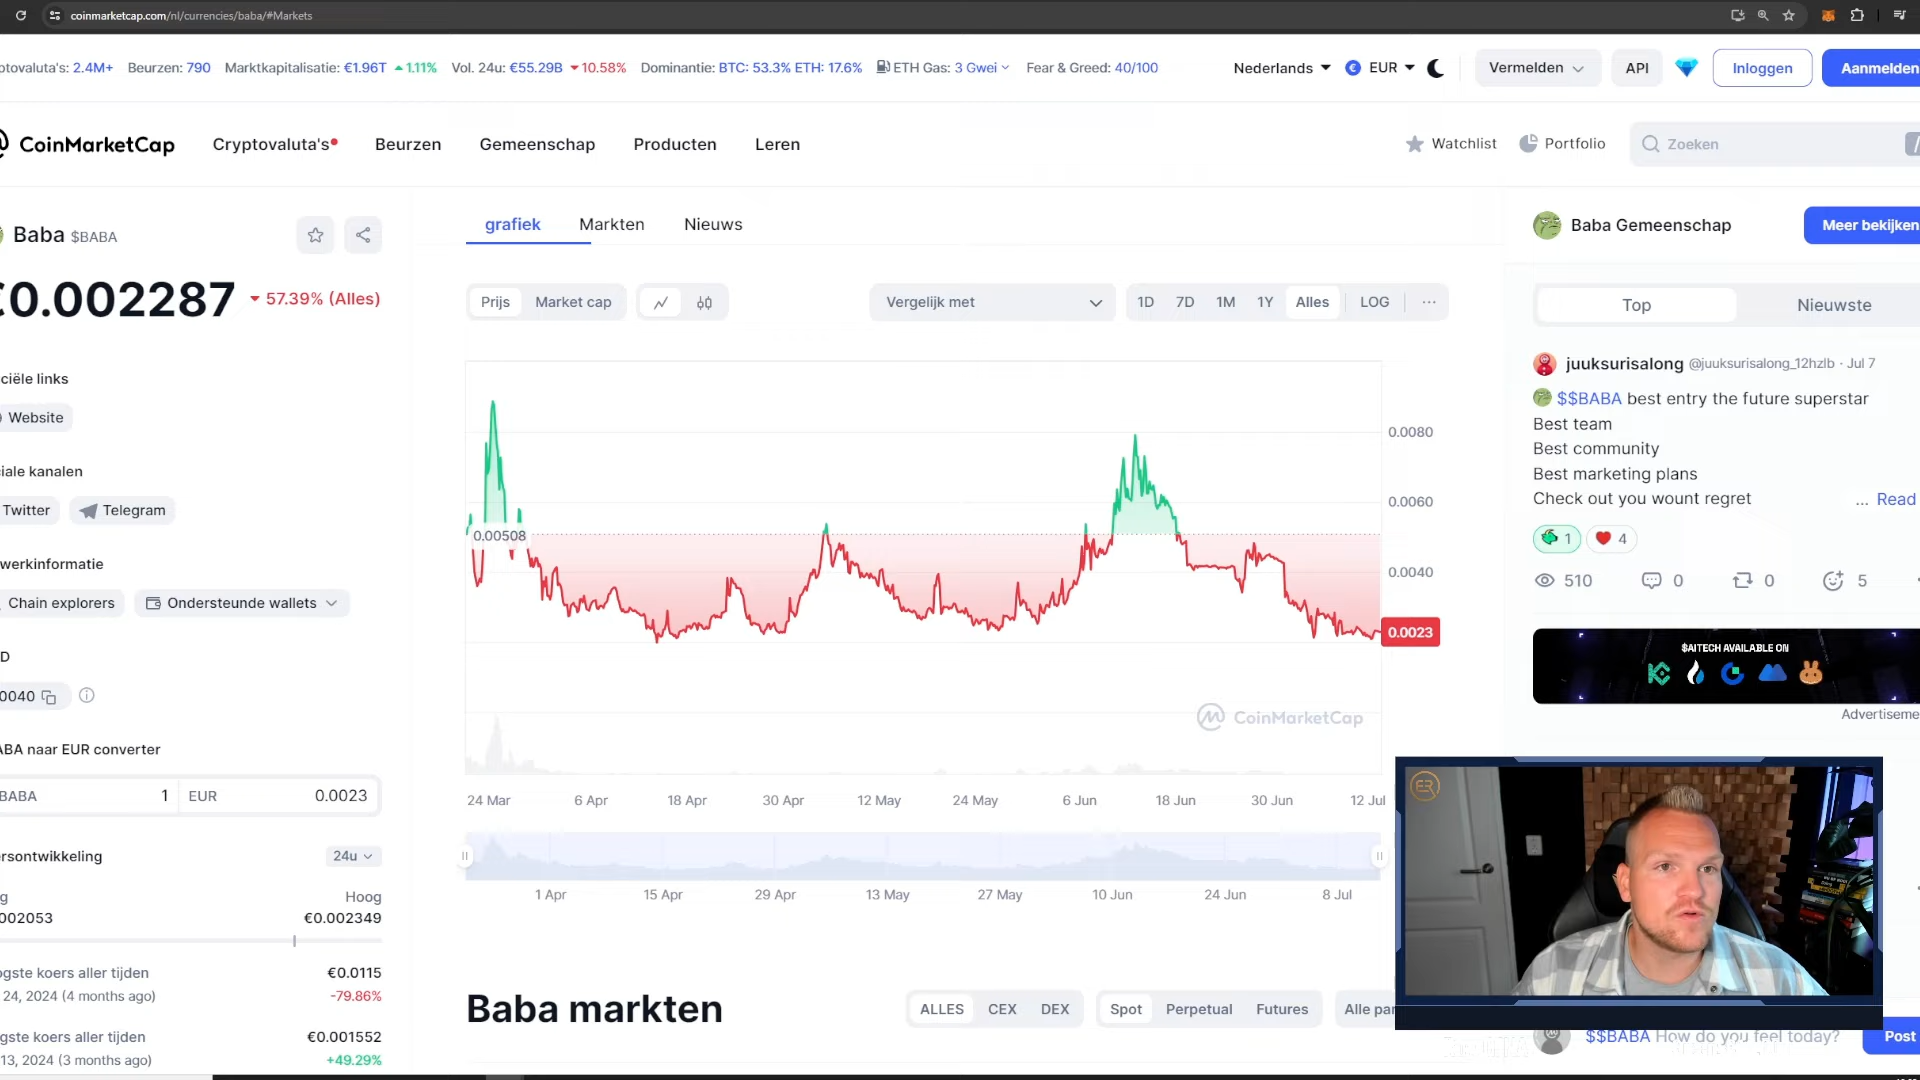 coinmarketcap.com/nl/currencies/baba/#Markets
ptovaluta's: 2.4M+ Beurzen: 790 Marktkapitalisatie: €1.96T 1.11% Vol. 24u: €55.29B 10.58% Dominantie: BTC: 53.3% ETH: 17.6% ETH Gas: 3 Gwei Fear & Greed: 40/100
Nederlands EUR Vermelden API Inloggen Aanmelden
CoinMarketCap Cryptovaluta's Beurzen Gemeenschap Producten Leren Watchlist Portfolio Zoeken /
Baba $BABA
€0.002287 57.39% (Alles)
ciële links
Website
iale kanalen
Twitter Telegram
werkinformatie
Chain explorers Ondersteunde wallets
D
0040
ABA naar EUR converter
BABA 1 EUR 0.0023
ersontwikkeling 24u
g Hoog
002053 €0.002349
ogste koers aller tijden €0.0115
24, 2024 (4 months ago) -79.86%
gste koers aller tijden €0.001552
13, 2024 (3 months ago) +49.29%
grafiek Markten Nieuws
Prijs Market cap Vergelijk met 1D 7D 1M 1Y Alles LOG ...
0.0080
0.0060
0.00508
0.0040
0.0023
CoinMarketCap
24 Mar 6 Apr 18 Apr 30 Apr 12 May 24 May 6 Jun 18 Jun 30 Jun 12 Jul
1 Apr 15 Apr 29 Apr 13 May 27 May 10 Jun 24 Jun 8 Jul
Baba markten ALLES CEX DEX Spot Perpetual Futures Alle par
Baba Gemeenschap Meer bekijken
Top Nieuwste
juuksurisalong @juuksurisalong_12hzlb · Jul 7
$$BABA best entry the future superstar
Best team
Best community
Best marketing plans
Check out you wount regret ... Read
1 4
510 0 0 5
$AITECH AVAILABLE ON
Advertiseme
ER
$$BABA How do you feel today? Post